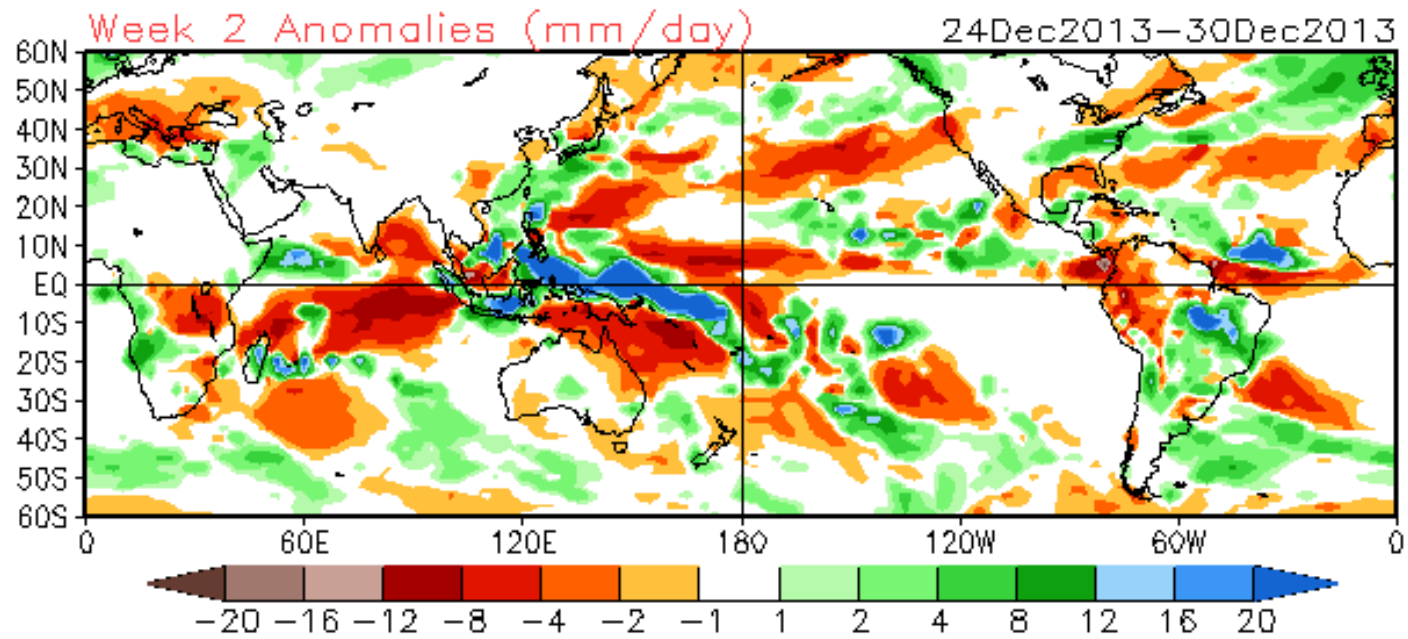 Week 2 Anomalies (mm/day) 24Dec2013-30Dec2013
60N
50N
40N
30N
20N
10N
EQ
10S
20S
30S
40S
50S
60S
0 60E 120E 180 120W 60W 0
-20 -16 -12 -8 -4 -2 -1 1 2 4 8 12 16 20